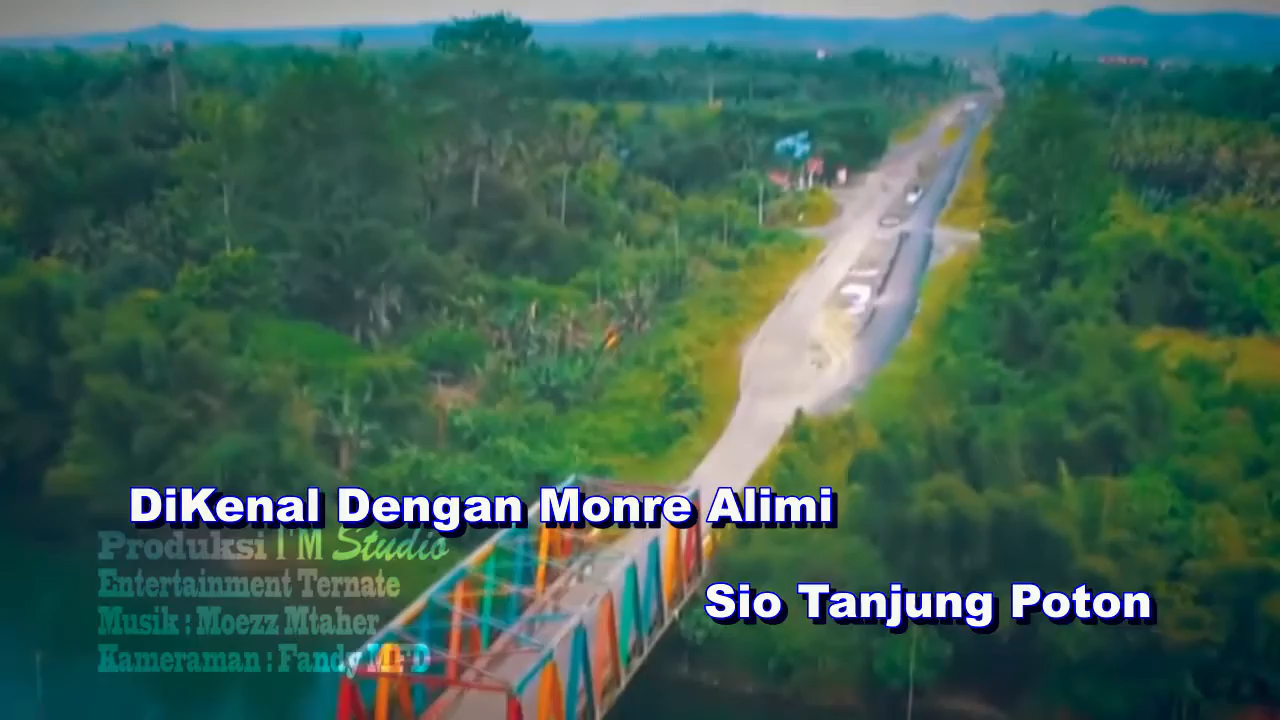 DiKenal Dengan Monre Alimi
Produksi I'M Studio
Entertainment Ternate
Sio Tanjung Poton
Musik : Moezz Mtaher
Kameraman : Fandy